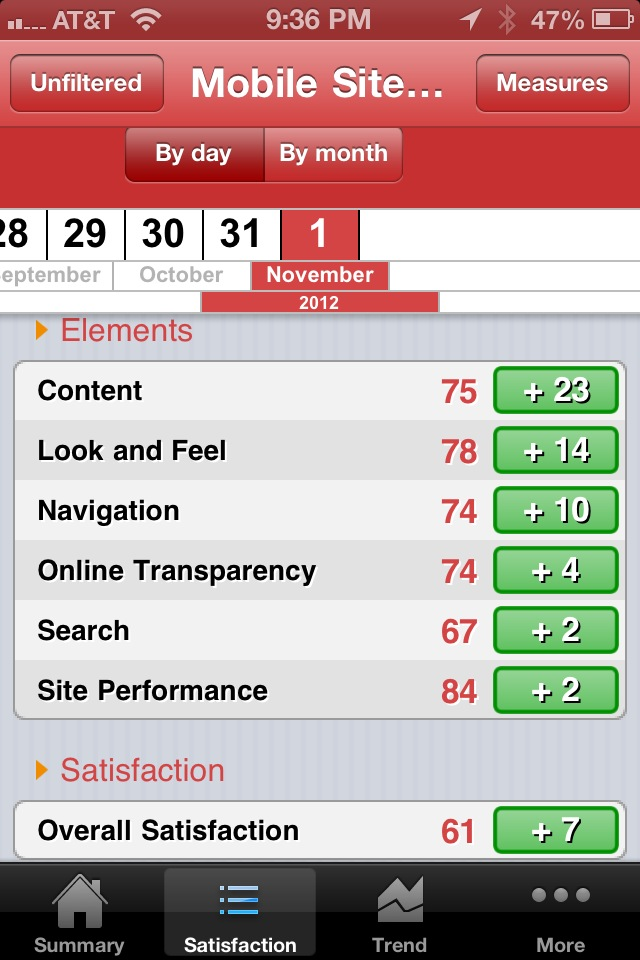 AT&T 9:36 PM 47%
Unfiltered Mobile Site... Measures
By day By month
28 29 30 31 1
eptember October November
2012
Elements
Content 75 + 23
Look and Feel 78 + 14
Navigation 74 + 10
Online Transparency 74 + 4
Search 67 + 2
Site Performance 84 + 2
Satisfaction
Overall Satisfaction 61 + 7
Summary Satisfaction Trend More